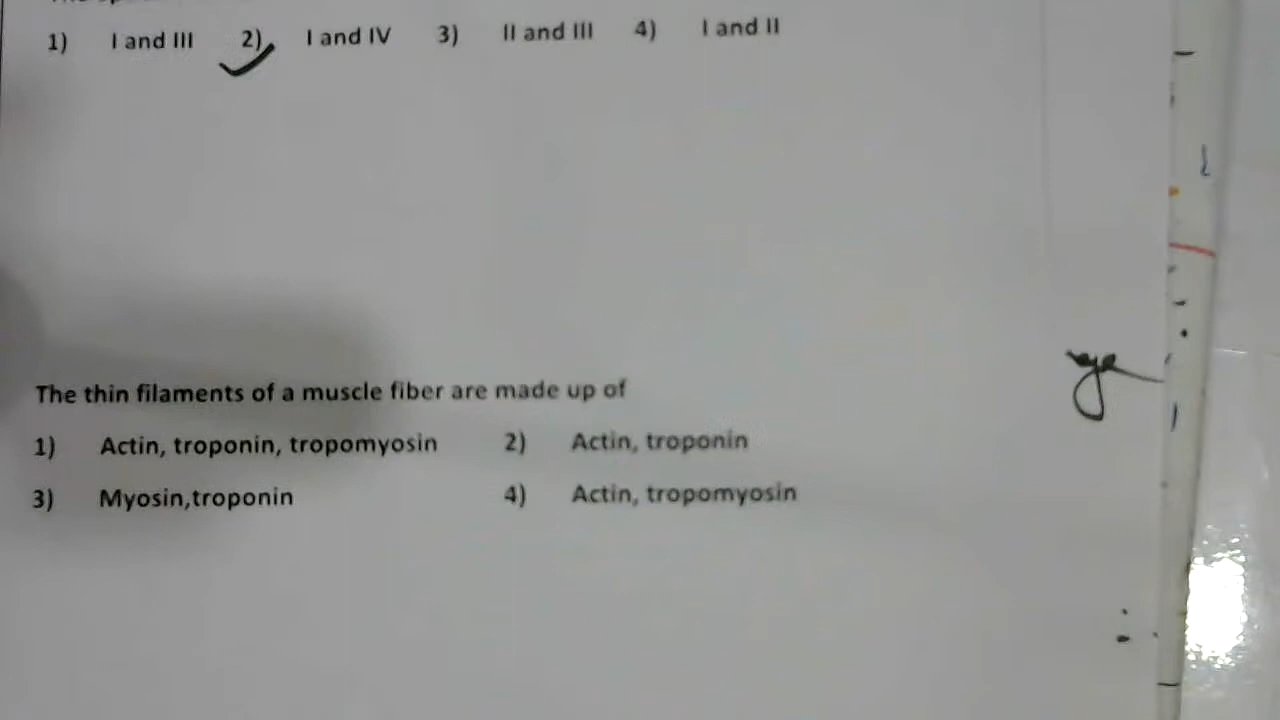 1) I and III 2) I and IV 3) II and III 4) I and II
The thin filaments of a muscle fiber are made up of
1) Actin, troponin, tropomyosin 2) Actin, troponin
3) Myosin,troponin 4) Actin, tropomyosin